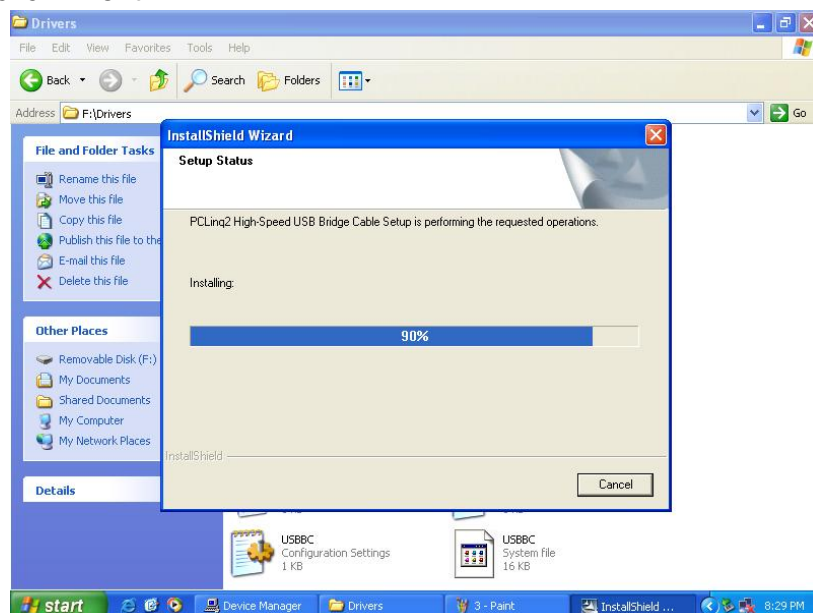 Drivers
File Edit View Favorites Tools Help
Back Search Folders
Address F:\Drivers Go
InstallShield Wizard
File and Folder Tasks
Setup Status
Rename this file
Move this file
Copy this file
PCLinq2 High-Speed USB Bridge Cable Setup is performing the requested operations.
Publish this file to the
E-mail this file
Delete this file
Installing:
Other Places
90%
Removable Disk (F:)
My Documents
Shared Documents
My Computer
My Network Places
InstallShield
Details
Cancel
USBBC
Configuration Settings
1 KB
USBBC
System file
16 KB
start Device Manager Drivers 3 - Paint InstallShield ... 8:29 PM